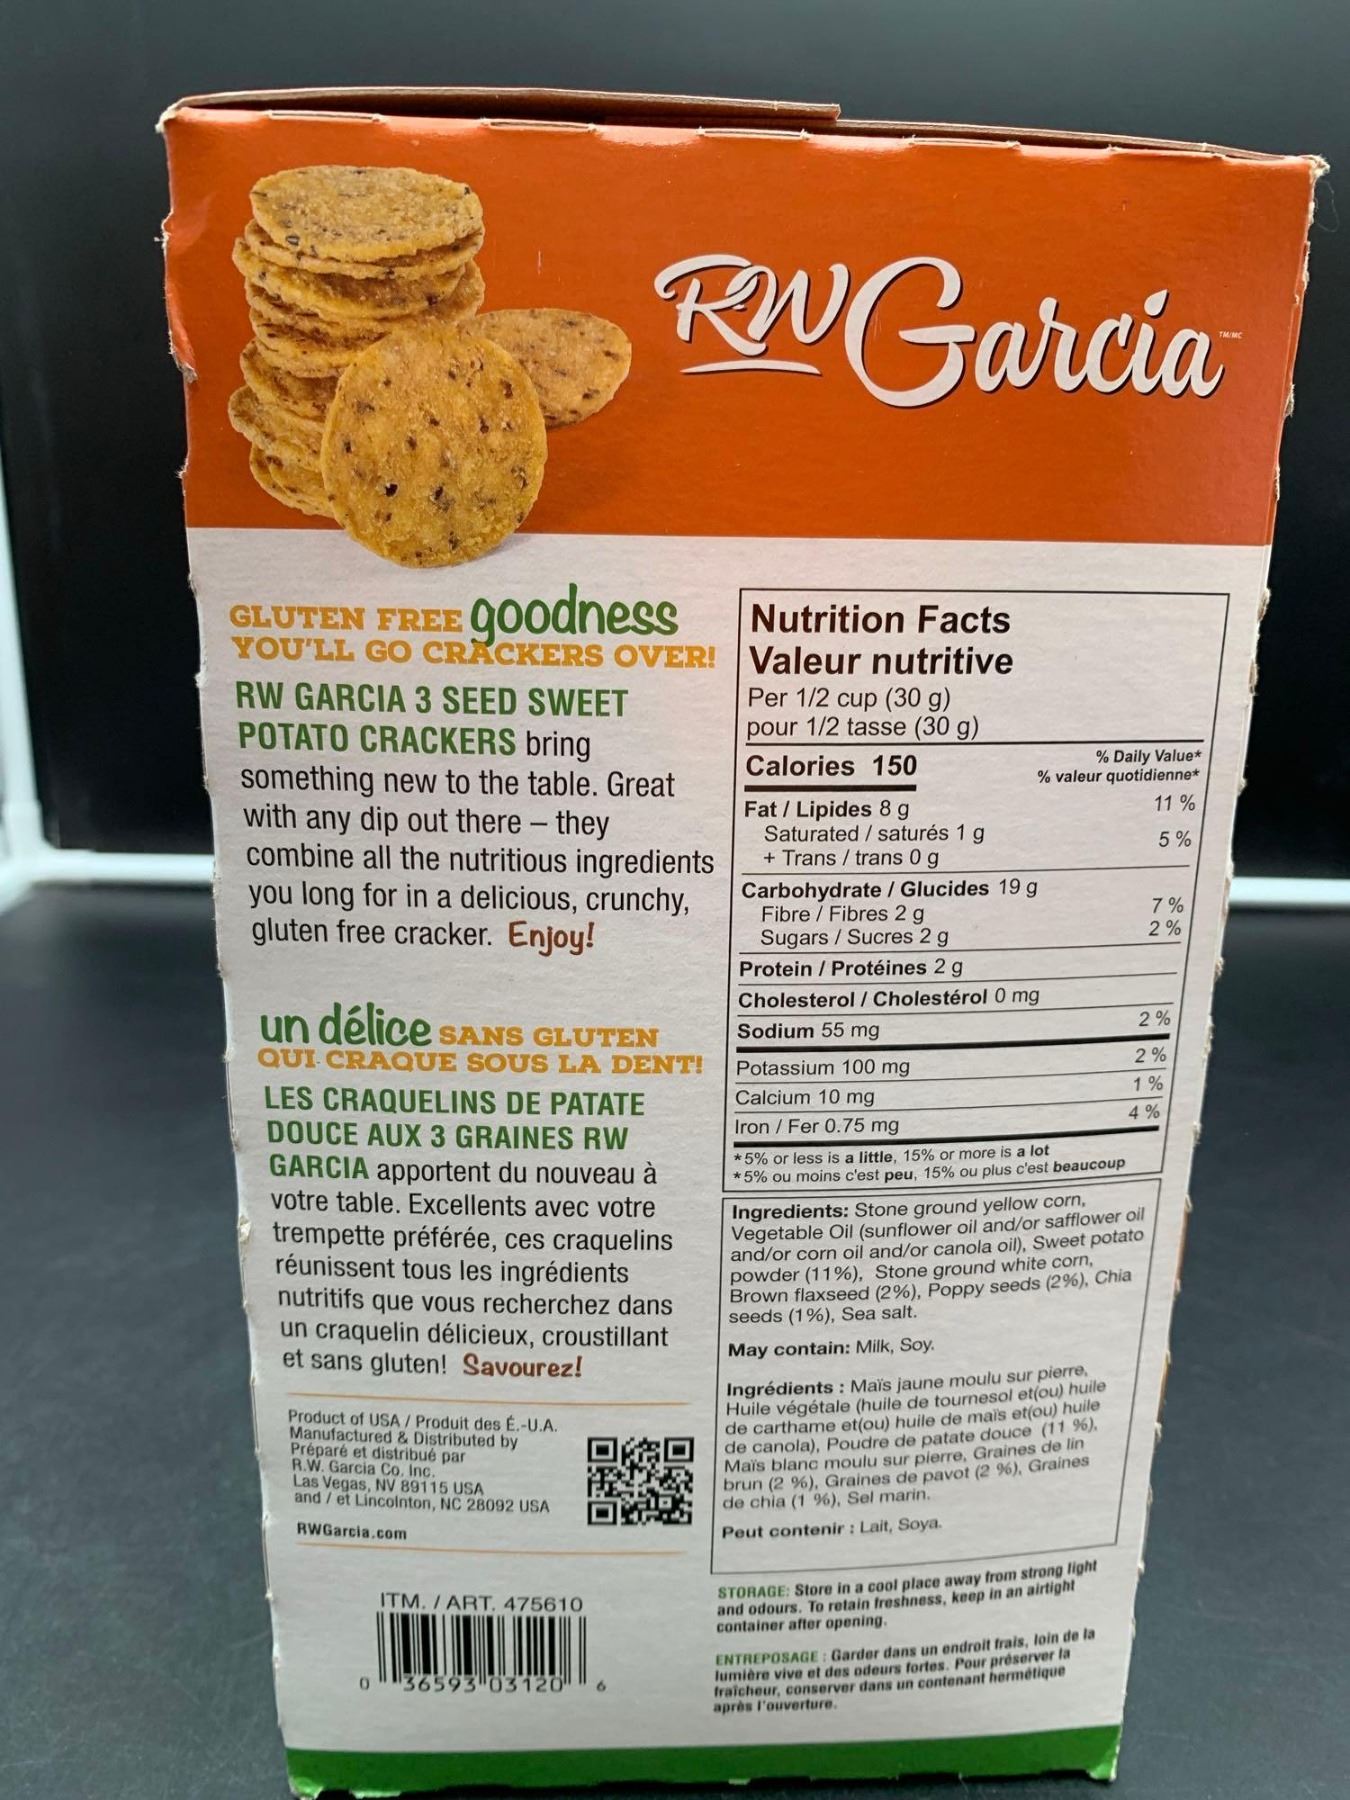 RW Garcia TM/MC
GLUTEN FREE goodness
YOU'LL GO CRACKERS OVER!
RW GARCIA 3 SEED SWEET
POTATO CRACKERS bring
something new to the table. Great
with any dip out there – they
combine all the nutritious ingredients
you long for in a delicious, crunchy,
gluten free cracker. Enjoy!
un délice SANS GLUTEN
QUI CRAQUE SOUS LA DENT!
LES CRAQUELINS DE PATATE
DOUCE AUX 3 GRAINES RW
GARCIA apportent du nouveau à
votre table. Excellents avec votre
trempette préférée, ces craquelins
réunissent tous les ingrédients
nutritifs que vous recherchez dans
un craquelin délicieux, croustillant
et sans gluten! Savourez!
Product of USA / Produit des É.-U.A.
Manufactured & Distributed by
Préparé et distribué par
R.W. Garcia Co. Inc.
Las Vegas, NV 89115 USA
and / et Lincolnton, NC 28092 USA
RWGarcia.com
ITM. / ART. 475610
0 36593 03120 6
Nutrition Facts
Valeur nutritive
Per 1/2 cup (30 g)
pour 1/2 tasse (30 g)
Calories 150
% Daily Value*
% valeur quotidienne*
Fat / Lipides 8 g 11 %
Saturated / saturés 1 g 5 %
+ Trans / trans 0 g
Carbohydrate / Glucides 19 g
Fibre / Fibres 2 g 7 %
Sugars / Sucres 2 g 2 %
Protein / Protéines 2 g
Cholesterol / Cholestérol 0 mg
Sodium 55 mg 2 %
Potassium 100 mg 2 %
Calcium 10 mg 1 %
Iron / Fer 0.75 mg 4 %
*5% or less is a little, 15% or more is a lot
*5% ou moins c'est peu, 15% ou plus c'est beaucoup
Ingredients: Stone ground yellow corn,
Vegetable Oil (sunflower oil and/or safflower oil
and/or corn oil and/or canola oil), Sweet potato
powder (11%), Stone ground white corn,
Brown flaxseed (2%), Poppy seeds (2%), Chia
seeds (1%), Sea salt.
May contain: Milk, Soy.
Ingrédients : Maïs jaune moulu sur pierre,
Huile végétale (huile de tournesol et(ou) huile
de carthame et(ou) huile de maïs et(ou) huile
de canola), Poudre de patate douce (11 %),
Maïs blanc moulu sur pierre, Graines de lin
brun (2 %), Graines de pavot (2 %), Graines
de chia (1 %), Sel marin.
Peut contenir : Lait, Soya.
STORAGE: Store in a cool place away from strong light
and odours. To retain freshness, keep in an airtight
container after opening.
ENTREPOSAGE : Garder dans un endroit frais, loin de la
lumière vive et des odeurs fortes. Pour préserver la
fraîcheur, conserver dans un contenant hermétique
après l'ouverture.